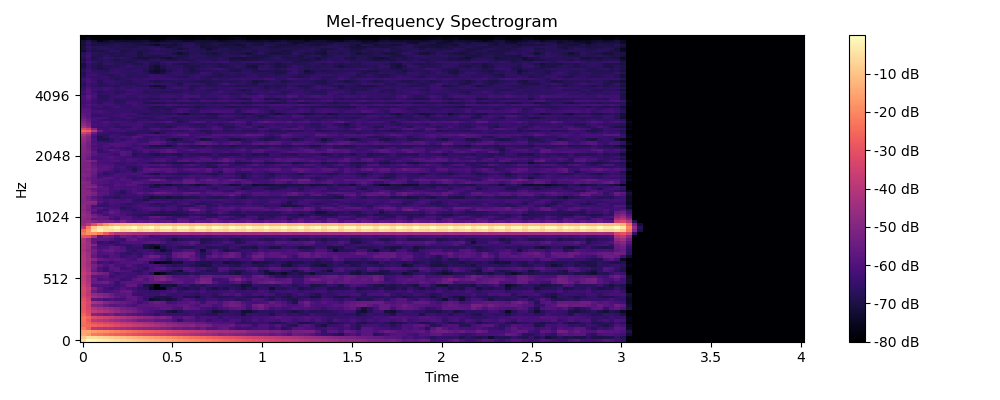 Mel-frequency Spectrogram
Hz
4096
2048
1024
512
0
0
0.5
1
1.5
2
2.5
3
3.5
4
Time
-10 dB
-20 dB
-30 dB
-40 dB
-50 dB
-60 dB
-70 dB
-80 dB